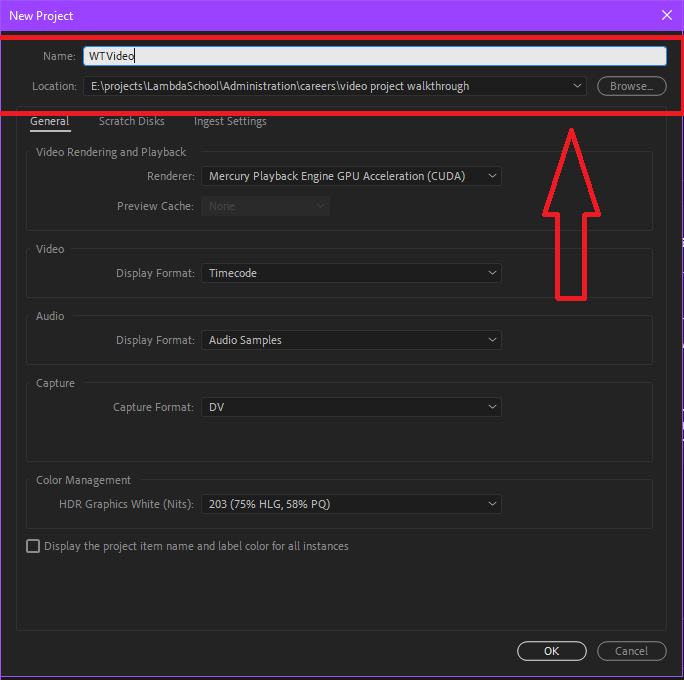 New Project
Name: WTVideo
Location: E:\projects\LambdaSchool\Administration\careers\video project walkthrough Browse...
General Scratch Disks Ingest Settings
Video Rendering and Playback
Renderer: Mercury Playback Engine GPU Acceleration (CUDA)
Preview Cache: None
Video
Display Format: Timecode
Audio
Display Format: Audio Samples
Capture
Capture Format: DV
Color Management
HDR Graphics White (Nits): 203 (75% HLG, 58% PQ)
Display the project item name and label color for all instances
OK Cancel